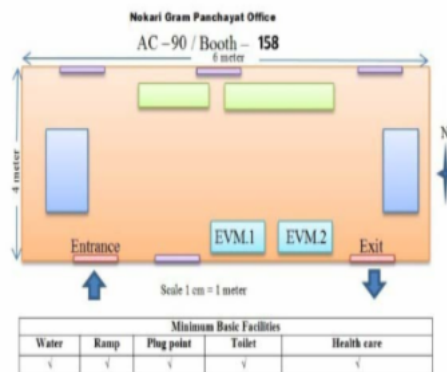 Nokari Gram Panchayat Office
AC -90 / Booth – 158
6 meter
4 meter
N
EVM.1 EVM.2
Entrance Exit
Scale 1 cm = 1 meter
Minimum Basic Facilities
Water Ramp Plug point Toilet Health care
√ √ √ √ √